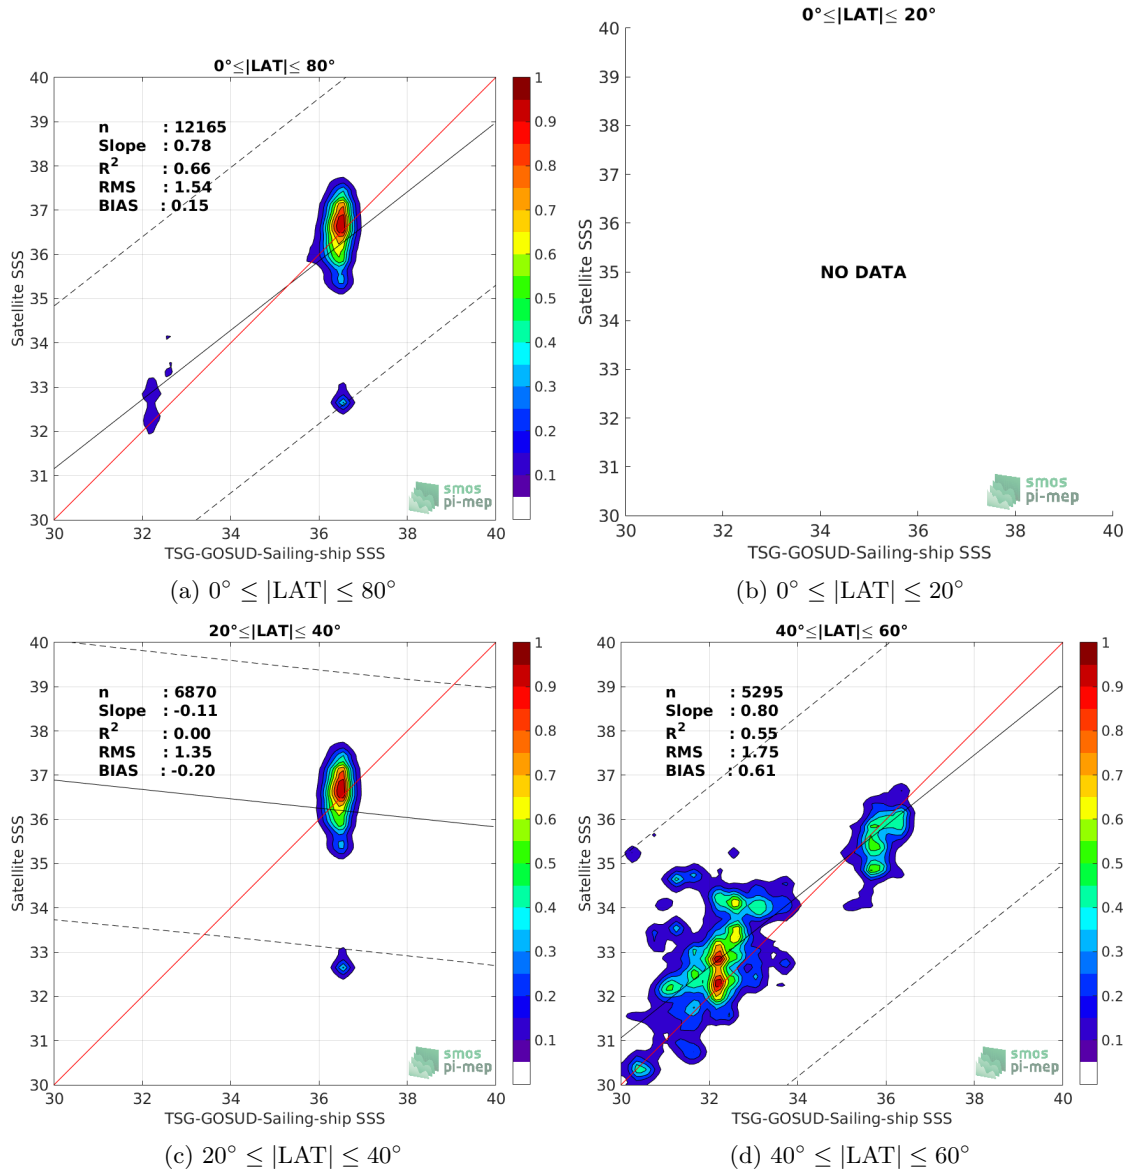 0°≤|LAT|≤ 80°
n : 12165
Slope : 0.78
R² : 0.66
RMS : 1.54
BIAS : 0.15
40
39
38
37
36
35
34
33
32
31
30
30 32 34 36 38 40
Satellite SSS
TSG-GOSUD-Sailing-ship SSS
1
0.9
0.8
0.7
0.6
0.5
0.4
0.3
0.2
0.1
smos
pi-mep
(a) 0° ≤ |LAT| ≤ 80°
0°≤|LAT|≤ 20°
NO DATA
40
39
38
37
36
35
34
33
32
31
30
30 32 34 36 38 40
Satellite SSS
TSG-GOSUD-Sailing-ship SSS
smos
pi-mep
(b) 0° ≤ |LAT| ≤ 20°
20°≤|LAT|≤ 40°
n : 6870
Slope : -0.11
R² : 0.00
RMS : 1.35
BIAS : -0.20
40
39
38
37
36
35
34
33
32
31
30
30 32 34 36 38 40
Satellite SSS
TSG-GOSUD-Sailing-ship SSS
1
0.9
0.8
0.7
0.6
0.5
0.4
0.3
0.2
0.1
smos
pi-mep
(c) 20° ≤ |LAT| ≤ 40°
40°≤|LAT|≤ 60°
n : 5295
Slope : 0.80
R² : 0.55
RMS : 1.75
BIAS : 0.61
40
39
38
37
36
35
34
33
32
31
30
30 32 34 36 38 40
Satellite SSS
TSG-GOSUD-Sailing-ship SSS
1
0.9
0.8
0.7
0.6
0.5
0.4
0.3
0.2
0.1
smos
pi-mep
(d) 40° ≤ |LAT| ≤ 60°